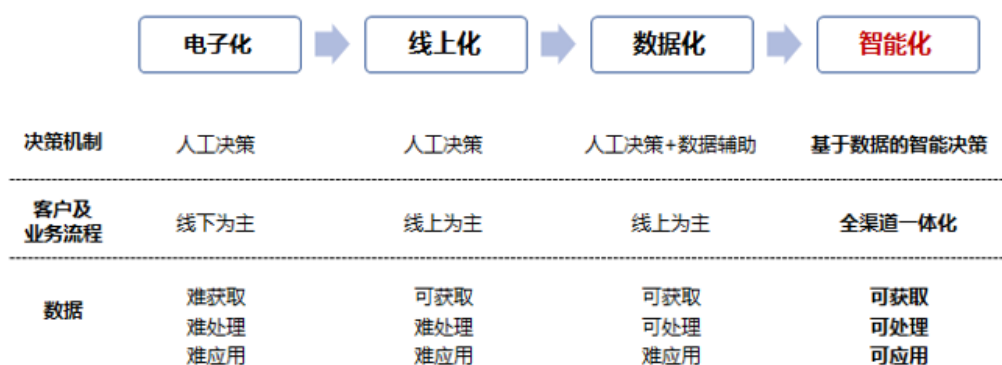 电子化 线上化 数据化 智能化
决策机制 人工决策 人工决策 人工决策+数据辅助 基于数据的智能决策
客户及
业务流程 线下为主 线上为主 线上为主 全渠道一体化
数据
难获取 可获取 可获取 可获取
难处理 难处理 可处理 可处理
难应用 难应用 难应用 可应用